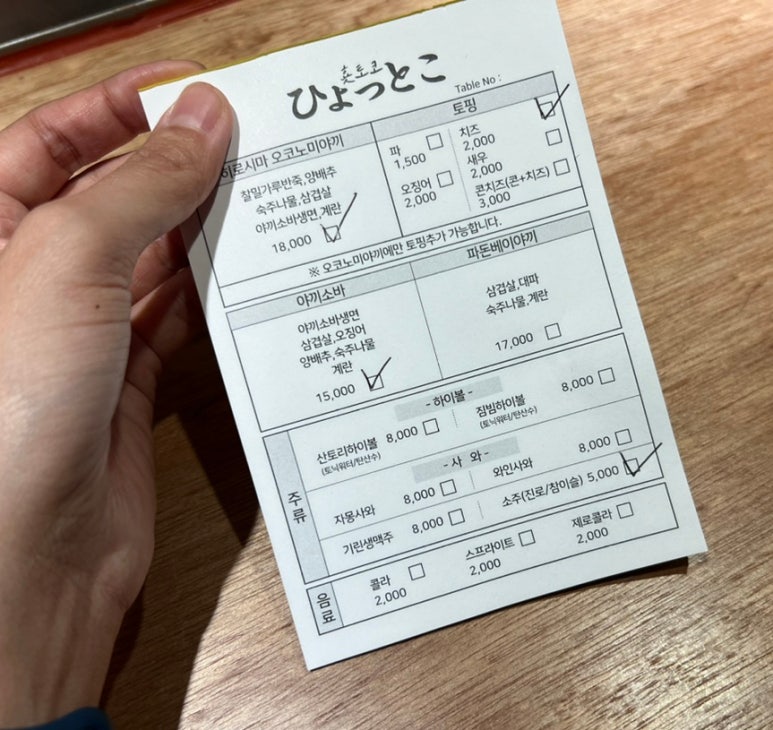 효토코
ひょっとこ
Table No :
히로시마 오코노미야끼
찰밀가루반죽,양배추
숙주나물,삼겹살
야끼소바생면,계란
18,000
토핑
파
1,500
오징어
2,000
치즈
2,000
새우
2,000
콘치즈(콘+치즈)
3,000
※ 오코노미야끼에만 토핑추가 가능합니다.
야끼소바
야끼소바생면
삼겹살,오징어
양배추,숙주나물
계란
15,000
파돈베이야끼
삼겹살,대파
숙주나물,계란
17,000
주류
- 하이볼 -
산토리하이볼 8,000
(토닉워터/탄산수)
짐빔하이볼 8,000
(토닉워터/탄산수)
- 사 와 -
자몽사와 8,000
와인사와 8,000
기린생맥주 8,000
소주(진로/참이슬) 5,000
음료
콜라
2,000
스프라이트
2,000
제로콜라
2,000